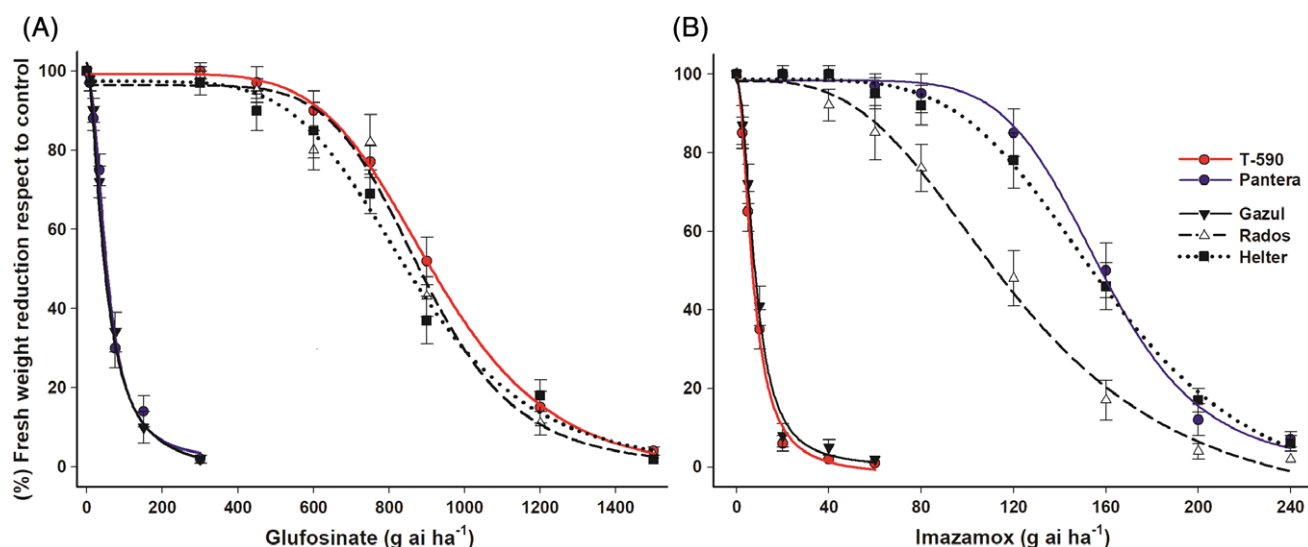 (A)
(B)
(%) Fresh weight reduction respect to control
100
80
60
40
20
0
0 200 400 600 800 1000 1200 1400
Glufosinate (g ai ha⁻¹)
100
80
60
40
20
0
0 40 80 120 160 200 240
Imazamox (g ai ha⁻¹)
T-590
Pantera
Gazul
Rados
Helter